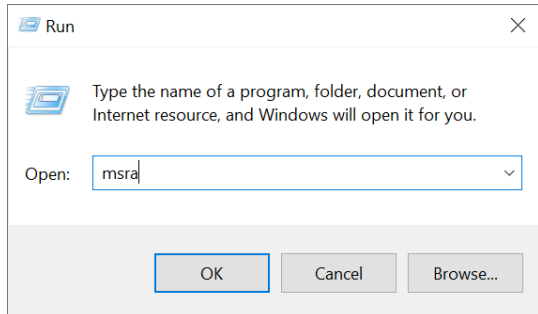 Run
Type the name of a program, folder, document, or
Internet resource, and Windows will open it for you.
Open: msra
OK Cancel Browse...